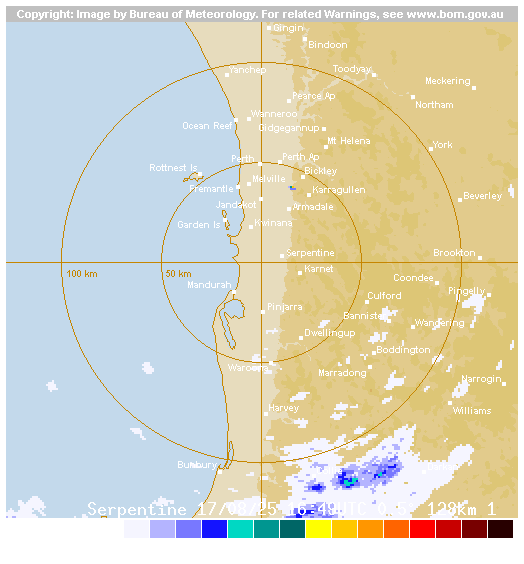 Copyright: Image by Bureau of Meteorology. For related Warnings, see www.bom.gov.au
Gingin
Bindoon
Yanchep
Toodyay
Meckering
Pearce Ap
Northam
Wanneroo
Ocean Reef
Gidgegannup
Mt Helena
York
Perth
Perth Ap
Rottnest Is
Bickley
Melville
Fremantle
Karragullen
Beverley
Jandakot
Armadale
Garden Is
Kwinana
Serpentine
Brookton
100 km
50 km
Karnet
Coondee
Mandurah
Pingelly
Culford
Pinjarra
Bannister
Wandering
Dwellingup
Boddington
Waroona
Marradong
Narrogin
Harvey
Williams
Bunbury
Serpentine 17/08/25 16:49UTC 0.5 129km 1